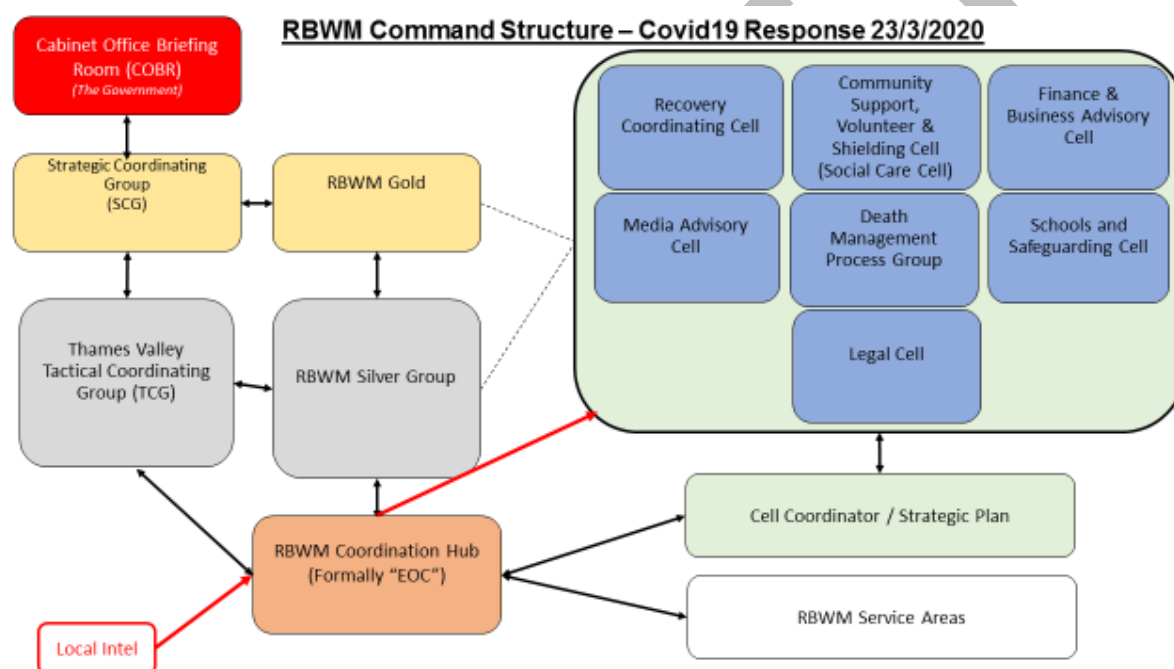 RBWM Command Structure – Covid19 Response 23/3/2020
Cabinet Office Briefing
Room (COBR)
(The Government)
Strategic Coordinating
Group
(SCG)
RBWM Gold
Thames Valley
Tactical Coordinating
Group (TCG)
RBWM Silver Group
Recovery
Coordinating Cell
Community
Support,
Volunteer &
Shielding Cell
(Social Care Cell)
Finance &
Business Advisory
Cell
Media Advisory
Cell
Death
Management
Process Group
Schools and
Safeguarding Cell
Legal Cell
RBWM Coordination Hub
(Formally “EOC”)
Cell Coordinator / Strategic Plan
RBWM Service Areas
Local Intel